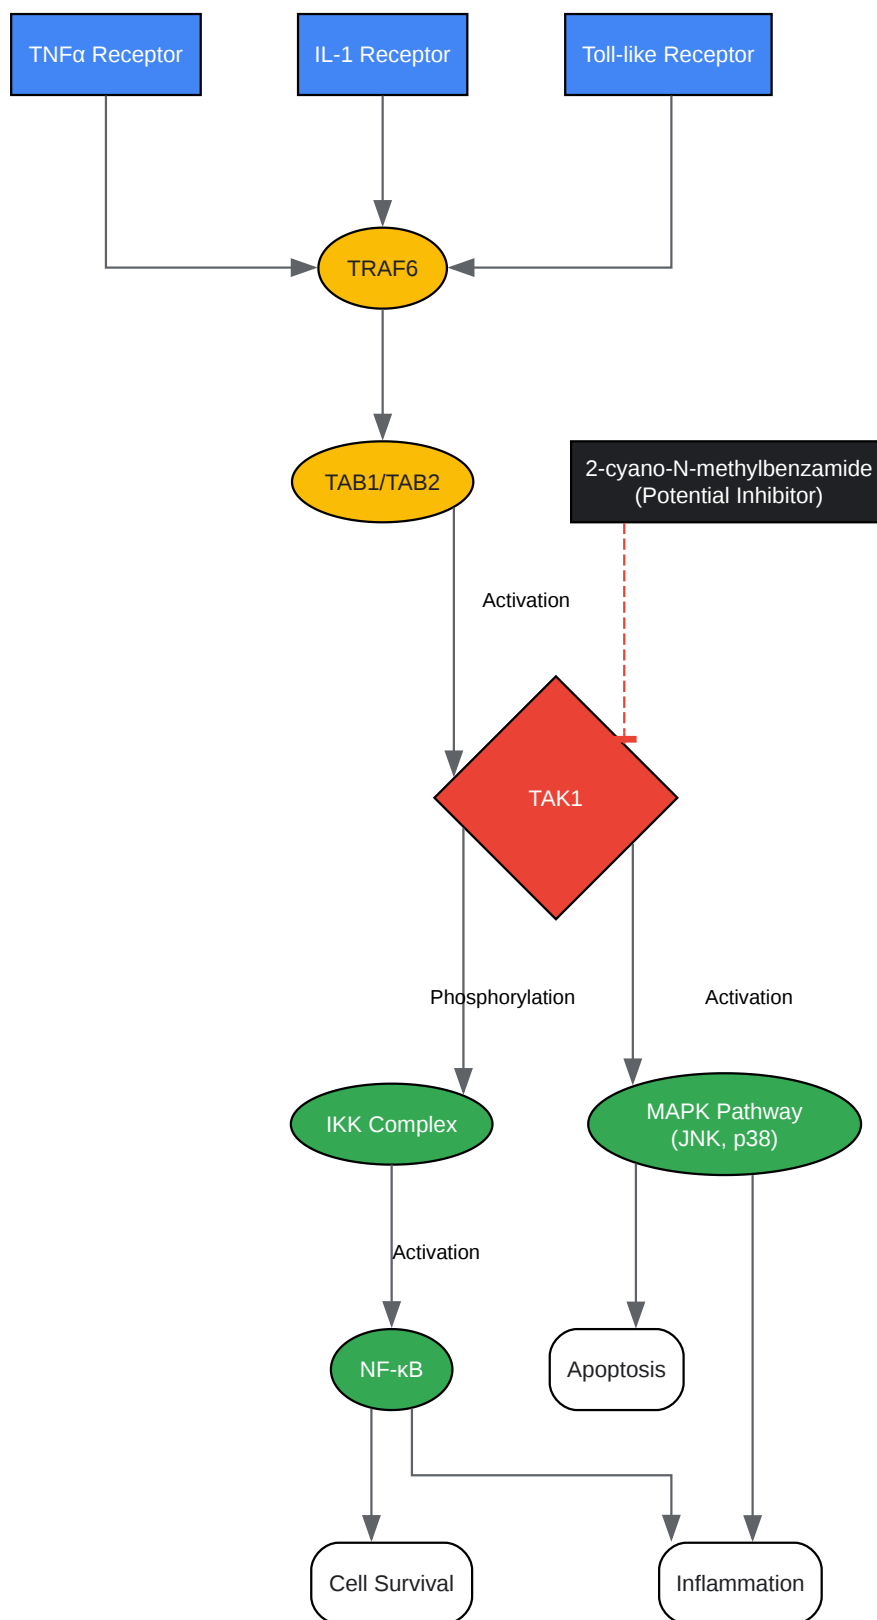 TNFα Receptor
IL-1 Receptor
Toll-like Receptor
TRAF6
TAB1/TAB2
2-cyano-N-methylbenzamide
(Potential Inhibitor)
Activation
TAK1
Phosphorylation
Activation
IKK Complex
MAPK Pathway
(JNK, p38)
Activation
NF-κB
Apoptosis
Cell Survival
Inflammation